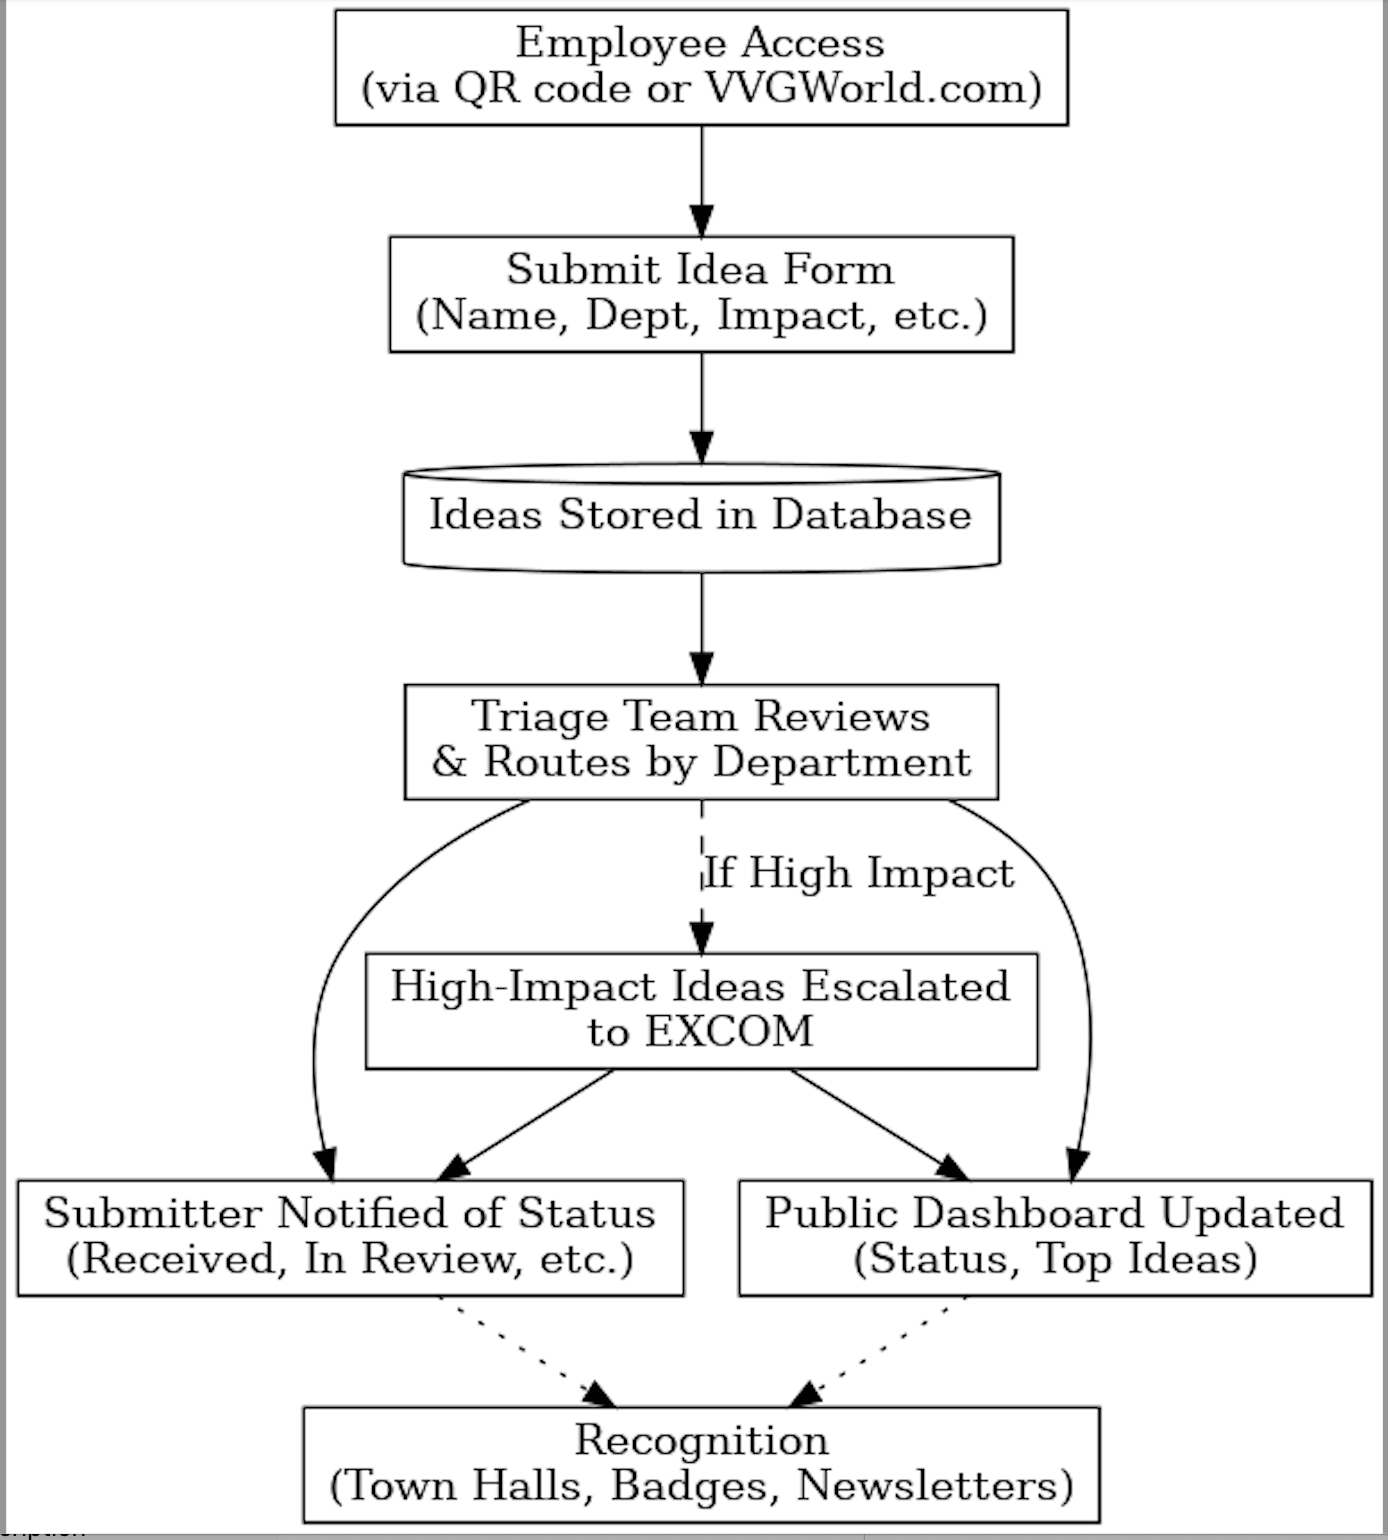 Employee Access
(via QR code or VVGWorld.com)
Submit Idea Form
(Name, Dept, Impact, etc.)
Ideas Stored in Database
Triage Team Reviews
& Routes by Department
If High Impact
High-Impact Ideas Escalated
to EXCOM
Submitter Notified of Status
(Received, In Review, etc.)
Public Dashboard Updated
(Status, Top Ideas)
Recognition
(Town Halls, Badges, Newsletters)